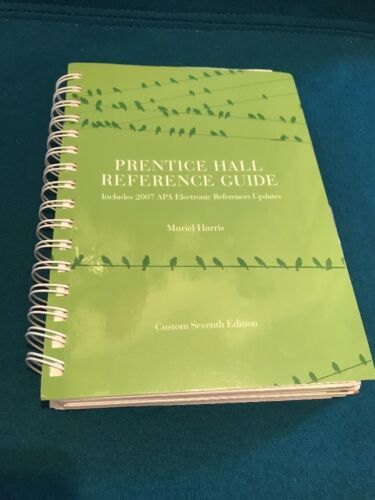 PRENTICE HALL
REFERENCE GUIDE
Includes 2007 APA Electronic References Updates
Muriel Harris
Custom Seventh Edition